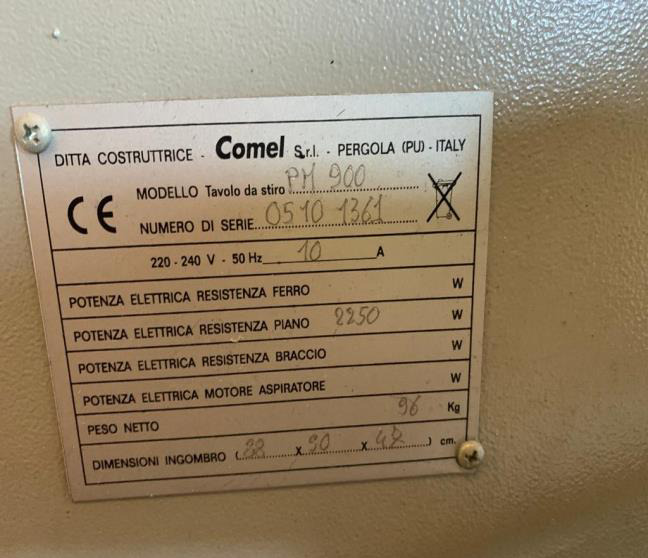 DITTA COSTRUTTRICE - Comel S.r.l. - PERGOLA (PU) - ITALY
MODELLO Tavolo da stiro PM 900
CE
NUMERO DI SERIE 0510 1361
220-240 V - 50 Hz 10 A
POTENZA ELETTRICA RESISTENZA FERRO W
POTENZA ELETTRICA RESISTENZA PIANO 2250 W
POTENZA ELETTRICA RESISTENZA BRACCIO W
POTENZA ELETTRICA MOTORE ASPIRATORE W
PESO NETTO 96 Kg
DIMENSIONI INGOMBRO ( x 90 x ) cm.